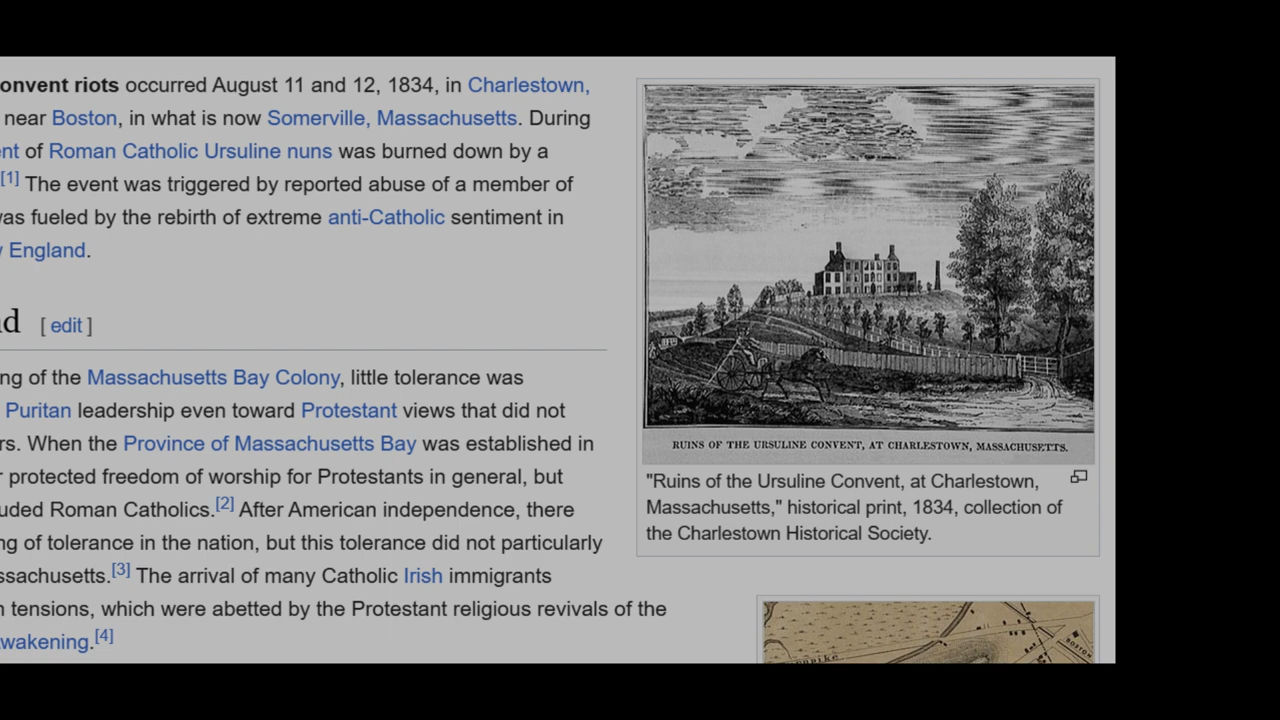 onvent riots occurred August 11 and 12, 1834, in Charlestown,
near Boston, in what is now Somerville, Massachusetts. During
ent of Roman Catholic Ursuline nuns was burned down by a
[1] The event was triggered by reported abuse of a member of
was fueled by the rebirth of extreme anti-Catholic sentiment in
England.
[ edit ]
ng of the Massachusetts Bay Colony, little tolerance was
Puritan leadership even toward Protestant views that did not
rs. When the Province of Massachusetts Bay was established in
r protected freedom of worship for Protestants in general, but
uded Roman Catholics.[2] After American independence, there
ng of tolerance in the nation, but this tolerance did not particularly
ssachusetts.[3] The arrival of many Catholic Irish immigrants
n tensions, which were abetted by the Protestant religious revivals of the
wakening.[4]
RUINS OF THE URSULINE CONVENT, AT CHARLESTOWN, MASSACHUSETTS.
"Ruins of the Ursuline Convent, at Charlestown,
Massachusetts," historical print, 1834, collection of
the Charlestown Historical Society.
BOSTON